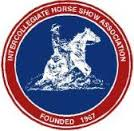 INTERCOLLEGIATE HORSE SHOW ASSOCIATION
FOUNDED 1967